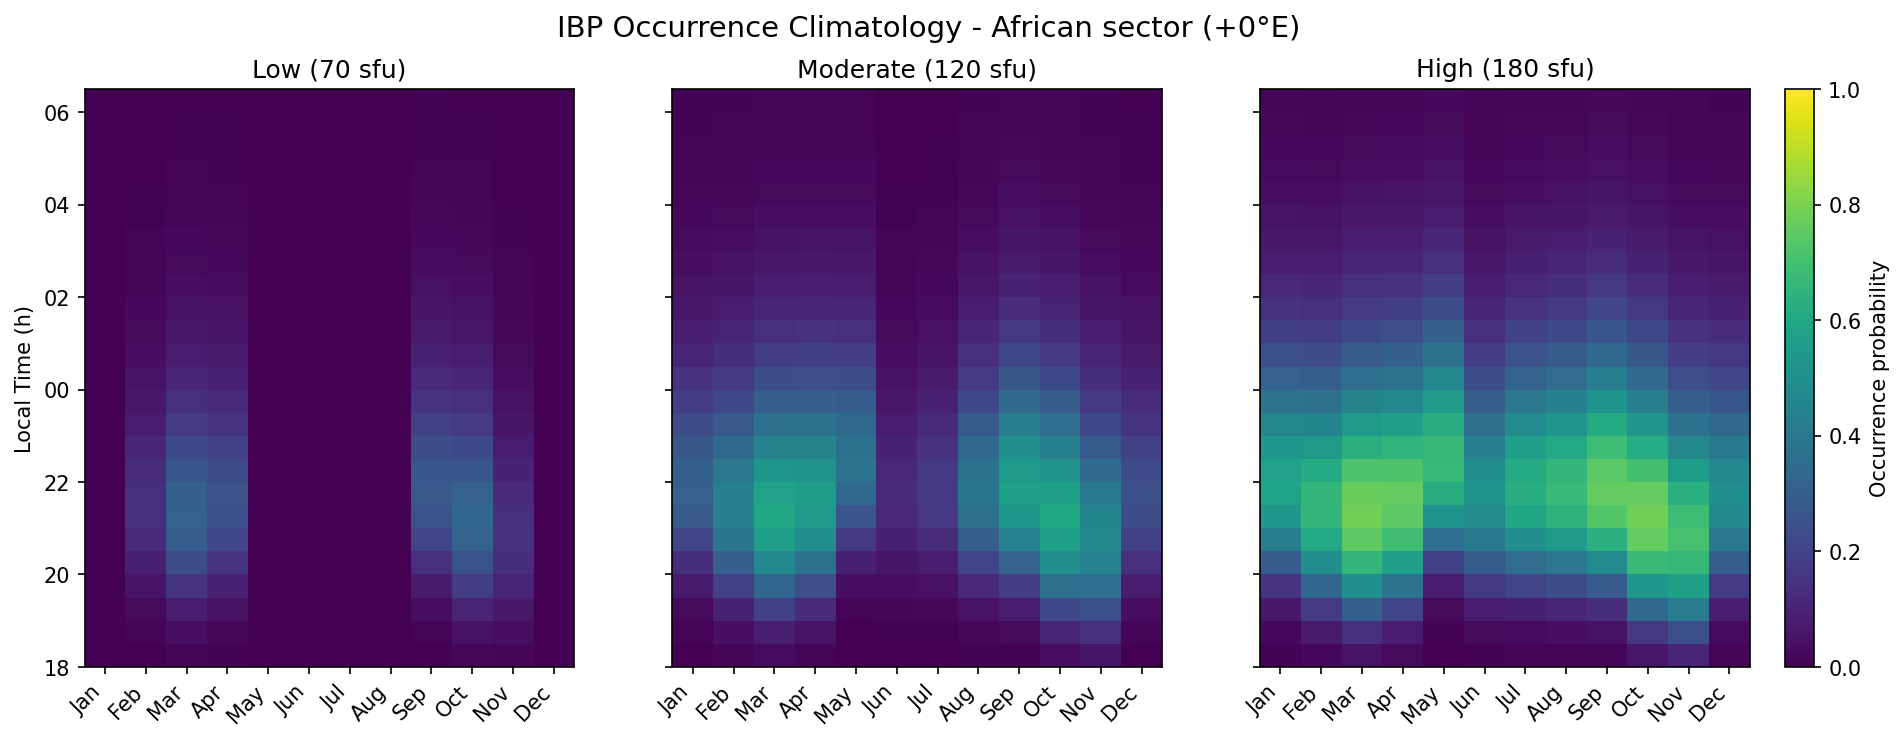 IBP Occurrence Climatology - African sector (+0°E)
Low (70 sfu)
Moderate (120 sfu)
High (180 sfu)
Local Time (h)
06
04
02
00
22
20
18
Jan Feb Mar Apr May Jun Jul Aug Sep Oct Nov Dec
Jan Feb Mar Apr May Jun Jul Aug Sep Oct Nov Dec
Jan Feb Mar Apr May Jun Jul Aug Sep Oct Nov Dec
1.0
0.8
0.6
0.4
0.2
0.0
Occurrence probability